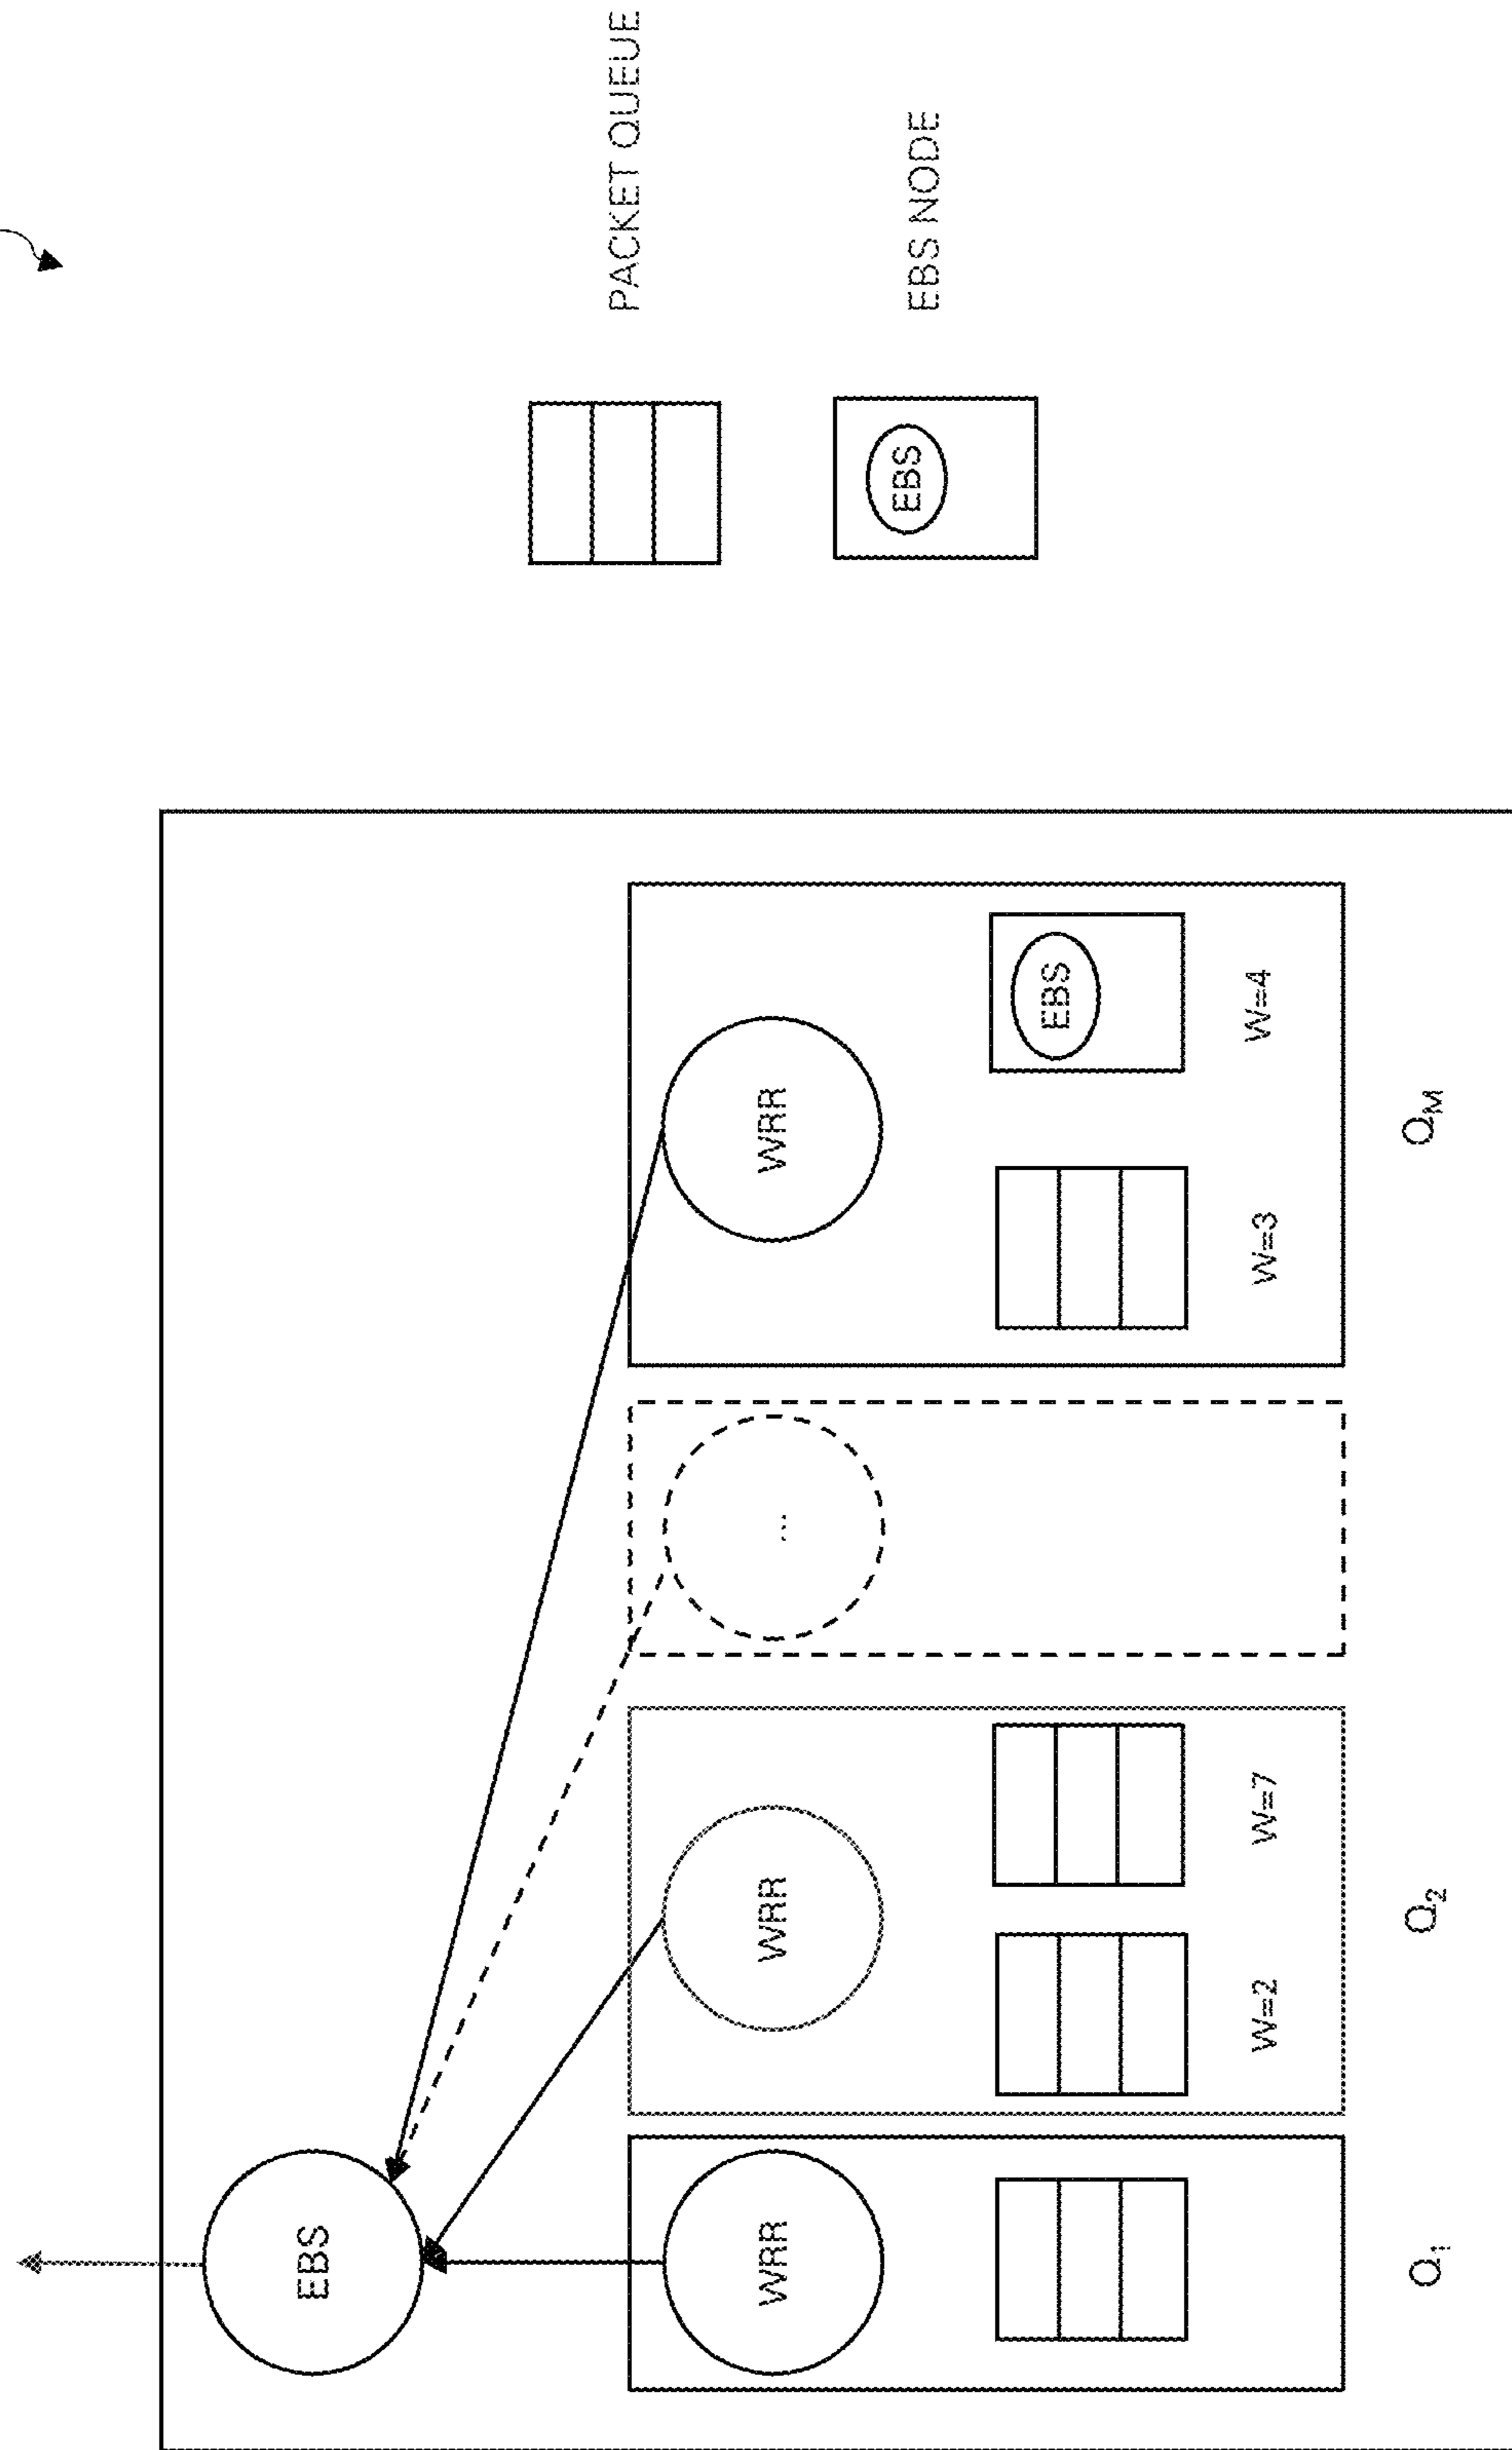 EBS
WRR
WRR
...
WRR
W=2
W=7
W=3
EBS
W=4
Q1
Q2
QM
PACKET QUEUE
EBS
EBS NODE